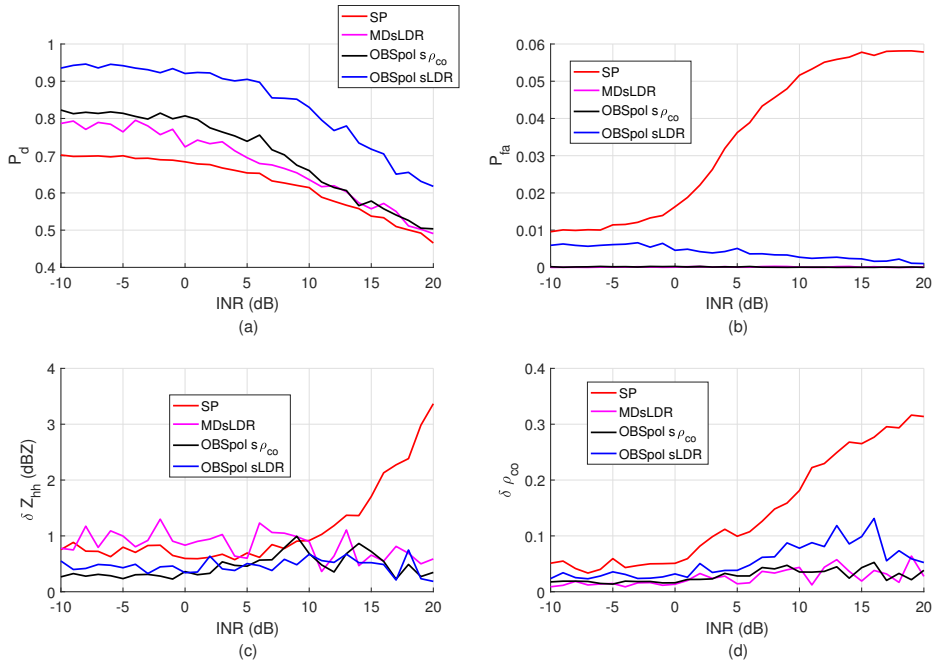 SP
MDsLDR
OBSpol s ρco
OBSpol sLDR
1
0.9
0.8
0.7
0.6
0.5
0.4
Pd
-10 -5 0 5 10 15 20
INR (dB)
(a)
SP
MDsLDR
OBSpol s ρco
OBSpol sLDR
0.06
0.05
0.04
0.03
0.02
0.01
0
Pfa
-10 -5 0 5 10 15 20
INR (dB)
(b)
SP
MDsLDR
OBSpol s ρco
OBSpol sLDR
4
3
2
1
0
δ Zhh (dBZ)
-10 -5 0 5 10 15 20
INR (dB)
(c)
SP
MDsLDR
OBSpol s ρco
OBSpol sLDR
0.4
0.3
0.2
0.1
0
δ ρco
-10 -5 0 5 10 15 20
INR (dB)
(d)